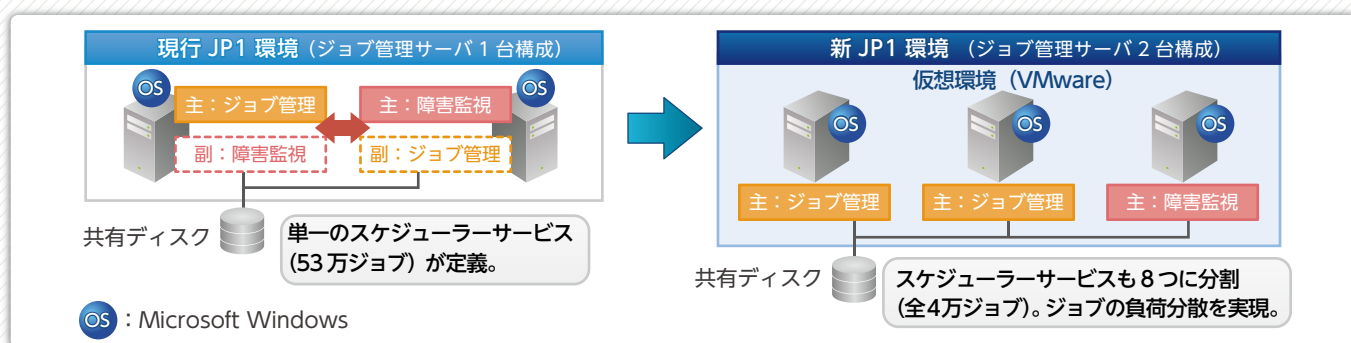 現行 JP1 環境（ジョブ管理サーバ 1 台構成）
OS
OS
主：ジョブ管理
主：障害監視
副：障害監視
副：ジョブ管理
共有ディスク
単一のスケジューラーサービス
（53 万ジョブ）が定義。
OS：Microsoft Windows
新 JP1 環境 （ジョブ管理サーバ 2 台構成）
仮想環境（VMware）
OS
OS
OS
主：ジョブ管理
主：ジョブ管理
主：障害監視
共有ディスク
スケジューラーサービスも 8 つに分割
（全4万ジョブ）。ジョブの負荷分散を実現。